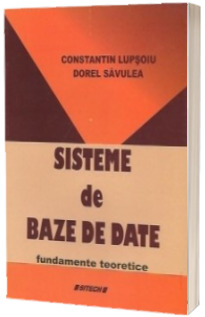 CONSTANTIN LUPȘOIU
DOREL SĂVULEA
SISTEME
de
BAZE DE DATE
fundamente teoretice
SITECH